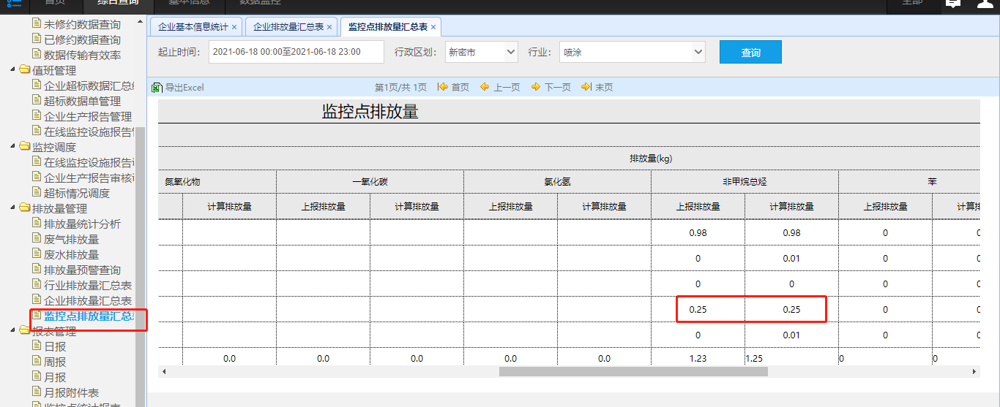 首页 综合查询 基本信息 数据监控 全部
未修约数据查询
已修约数据查询
数据传输有效率
值班管理
企业超标数据汇总
超标数据单管理
企业生产报告管理
在线监控设施报告
监控调度
在线监控设施报告
企业生产报告审核
超标情况调度
排放量管理
排放量统计分析
废气排放量
废水排放量
排放量预警查询
行业排放量汇总表
企业排放量汇总表
监控点排放量汇总
报表管理
日报
周报
月报
月报附件表
监控点统计报表
企业基本信息统计 × 企业排放量汇总表 × 监控点排放量汇总表 ×
起止时间： 2021-06-18 00:00至2021-06-18 23:00 行政区划： 新密市 行业： 喷涂 查询
导出Excel 第1页/共 1页 首页 上一页 下一页 末页
监控点排放量
排放量(kg)
氮氧化物 一氧化碳 氯化氢 非甲烷总烃 苯
计算排放量 上报排放量 计算排放量 上报排放量 计算排放量 上报排放量 计算排放量 上报排放量 计算排
0.98 0.98 0 0
0 0.01 0 0
0 0 0 0
0.25 0.25 0 0
0 0.01 0 0
0.0 0.0 0.0 0.0 0.0 1.23 1.25 0 0